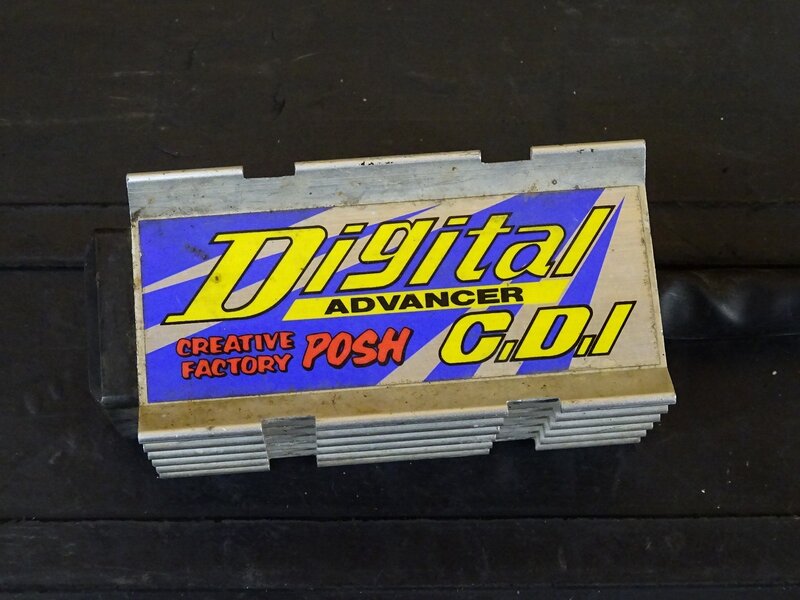 Digital
ADVANCER
C.D.I
CREATIVE
FACTORY
POSH